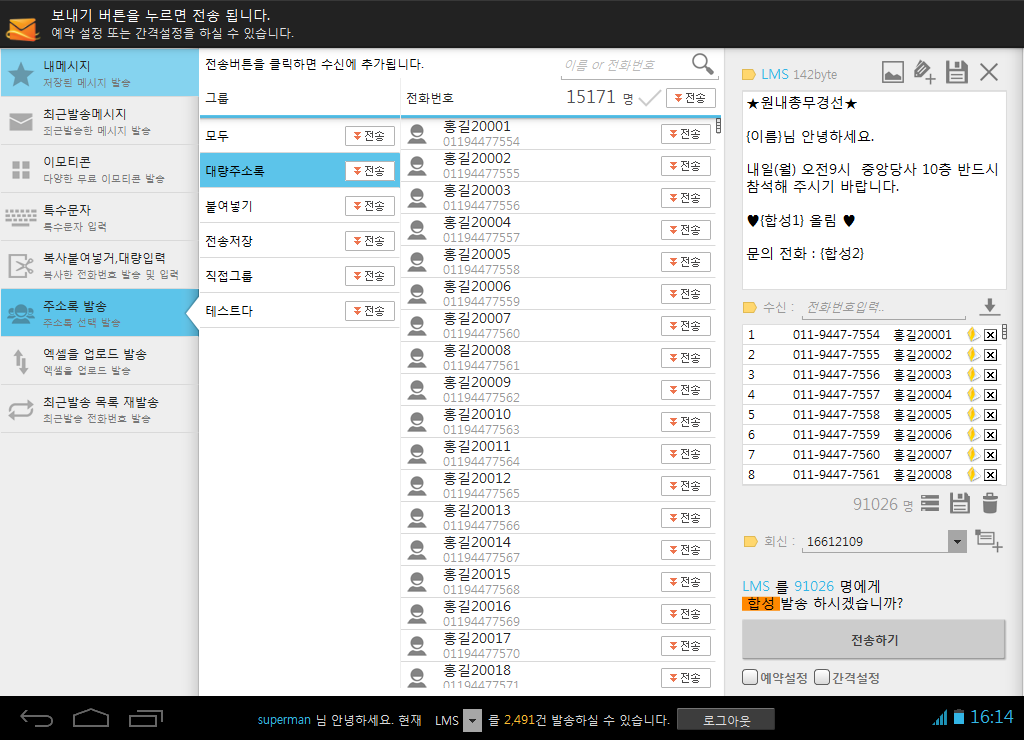 보내기 버튼을 누르면 전송 됩니다.
예약 설정 또는 간격설정을 하실 수 있습니다.
내메시지
저장된 메시지 발송
최근발송메시지
최근발송한 메시지 발송
이모티콘
다양한 무료 이모티콘 발송
특수문자
특수문자 입력
복사붙여넣거,대량입력
복사한 전화번호 발송 및 입력
주소록 발송
주소록 선택 발송
엑셀을 업로드 발송
엑셀을 업로드 발송
최근발송 목록 재발송
최근발송 전화번호 발송
전송버튼을 클릭하면 수신에 추가됩니다.
이름 or 전화번호
그룹
모두 전송
대량주소록 전송
붙여넣기 전송
전송저장 전송
직접그룹 전송
테스트다 전송
전화번호 15171 명 전송
홍길20001 전송
01194477554
홍길20002 전송
01194477555
홍길20003 전송
01194477556
홍길20004 전송
01194477557
홍길20005 전송
01194477558
홍길20006 전송
01194477559
홍길20007 전송
01194477560
홍길20008 전송
01194477561
홍길20009 전송
01194477562
홍길20010 전송
01194477563
홍길20011 전송
01194477564
홍길20012 전송
01194477565
홍길20013 전송
01194477566
홍길20014 전송
01194477567
홍길20015 전송
01194477568
홍길20016 전송
01194477569
홍길20017 전송
01194477570
홍길20018 전송
01194477571
LMS 142byte
★원내총무경선★
{이름}님 안녕하세요.
내일(월) 오전9시 중앙당사 10층 반드시
참석해 주시기 바랍니다.
♥{합성1} 올림 ♥
문의 전화 : {합성2}
수신 : 전화번호입력..
1 011-9447-7554 홍길20001
2 011-9447-7555 홍길20002
3 011-9447-7556 홍길20003
4 011-9447-7557 홍길20004
5 011-9447-7558 홍길20005
6 011-9447-7559 홍길20006
7 011-9447-7560 홍길20007
8 011-9447-7561 홍길20008
91026 명
회신 : 16612109
LMS 를 91026 명에게
합성 발송 하시겠습니까?
전송하기
예약설정 간격설정
superman 님 안녕하세요. 현재 LMS 를 2,491건 발송하실 수 있습니다. 로그아웃
16:14